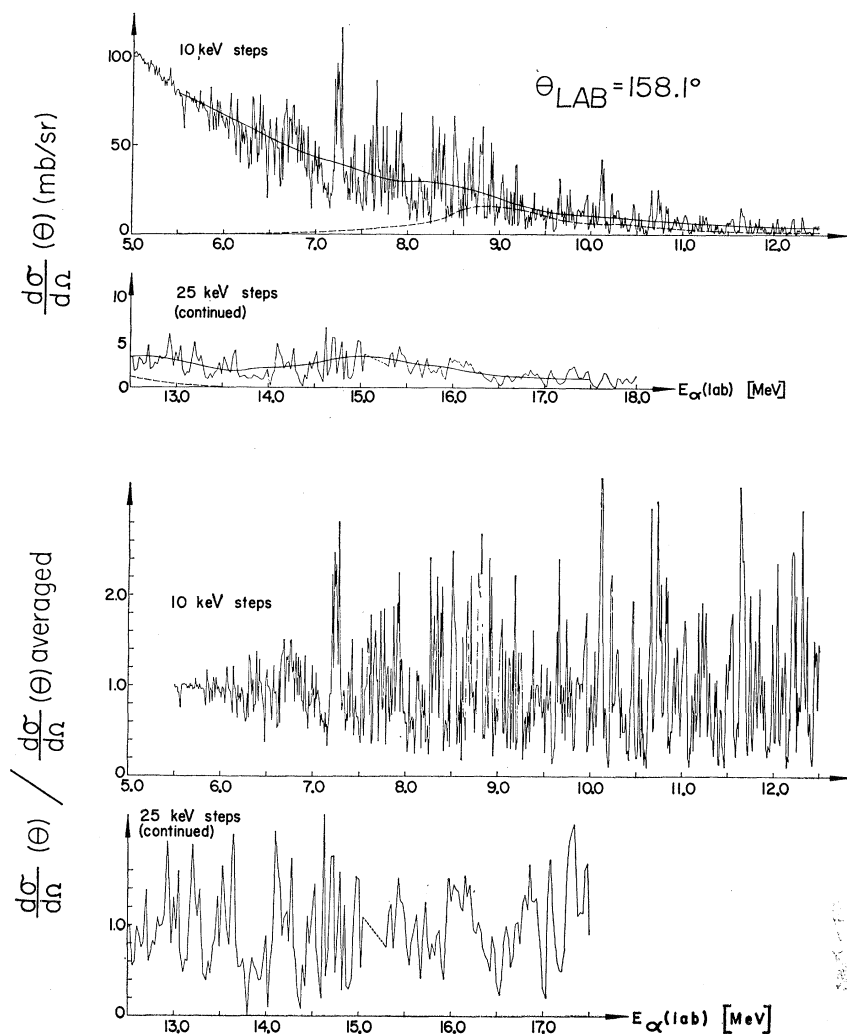 10 keV steps
θ LAB = 158.1°
100
50
0
5.0 6.0 7.0 8.0 9.0 10.0 11.0 12.0
dσ/dΩ (θ) (mb/sr)
25 keV steps
(continued)
10
5
0
13.0 14.0 15.0 16.0 17.0 18.0
Eα(lab) [MeV]
10 keV steps
2.0
1.0
0
5.0 6.0 7.0 8.0 9.0 10.0 11.0 12.0
dσ/dΩ (θ) / dσ/dΩ (θ) averaged
25 keV steps
(continued)
1.0
0
13.0 14.0 15.0 16.0 17.0
Eα(lab) [MeV]